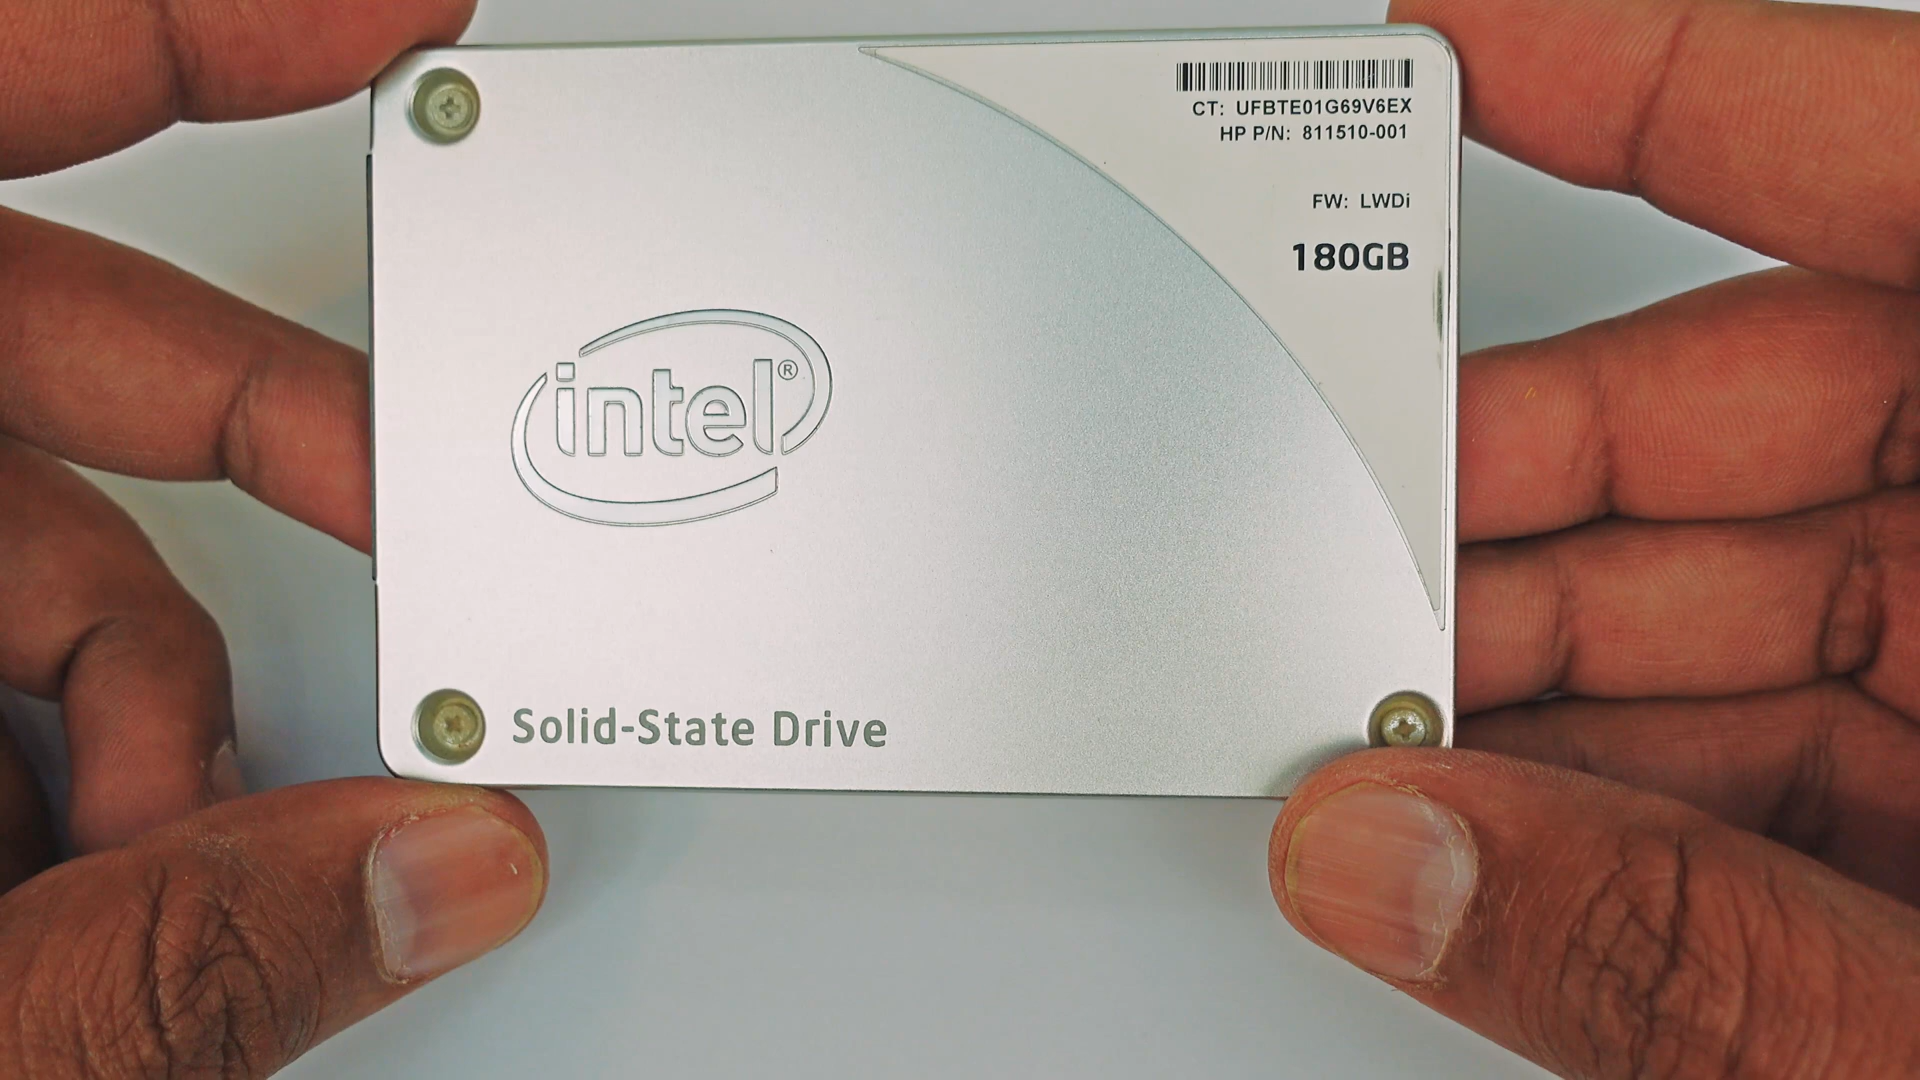 CT: UFBTE01G69V6EX
HP P/N: 811510-001
FW: LWDi
180GB
intel®
Solid-State Drive